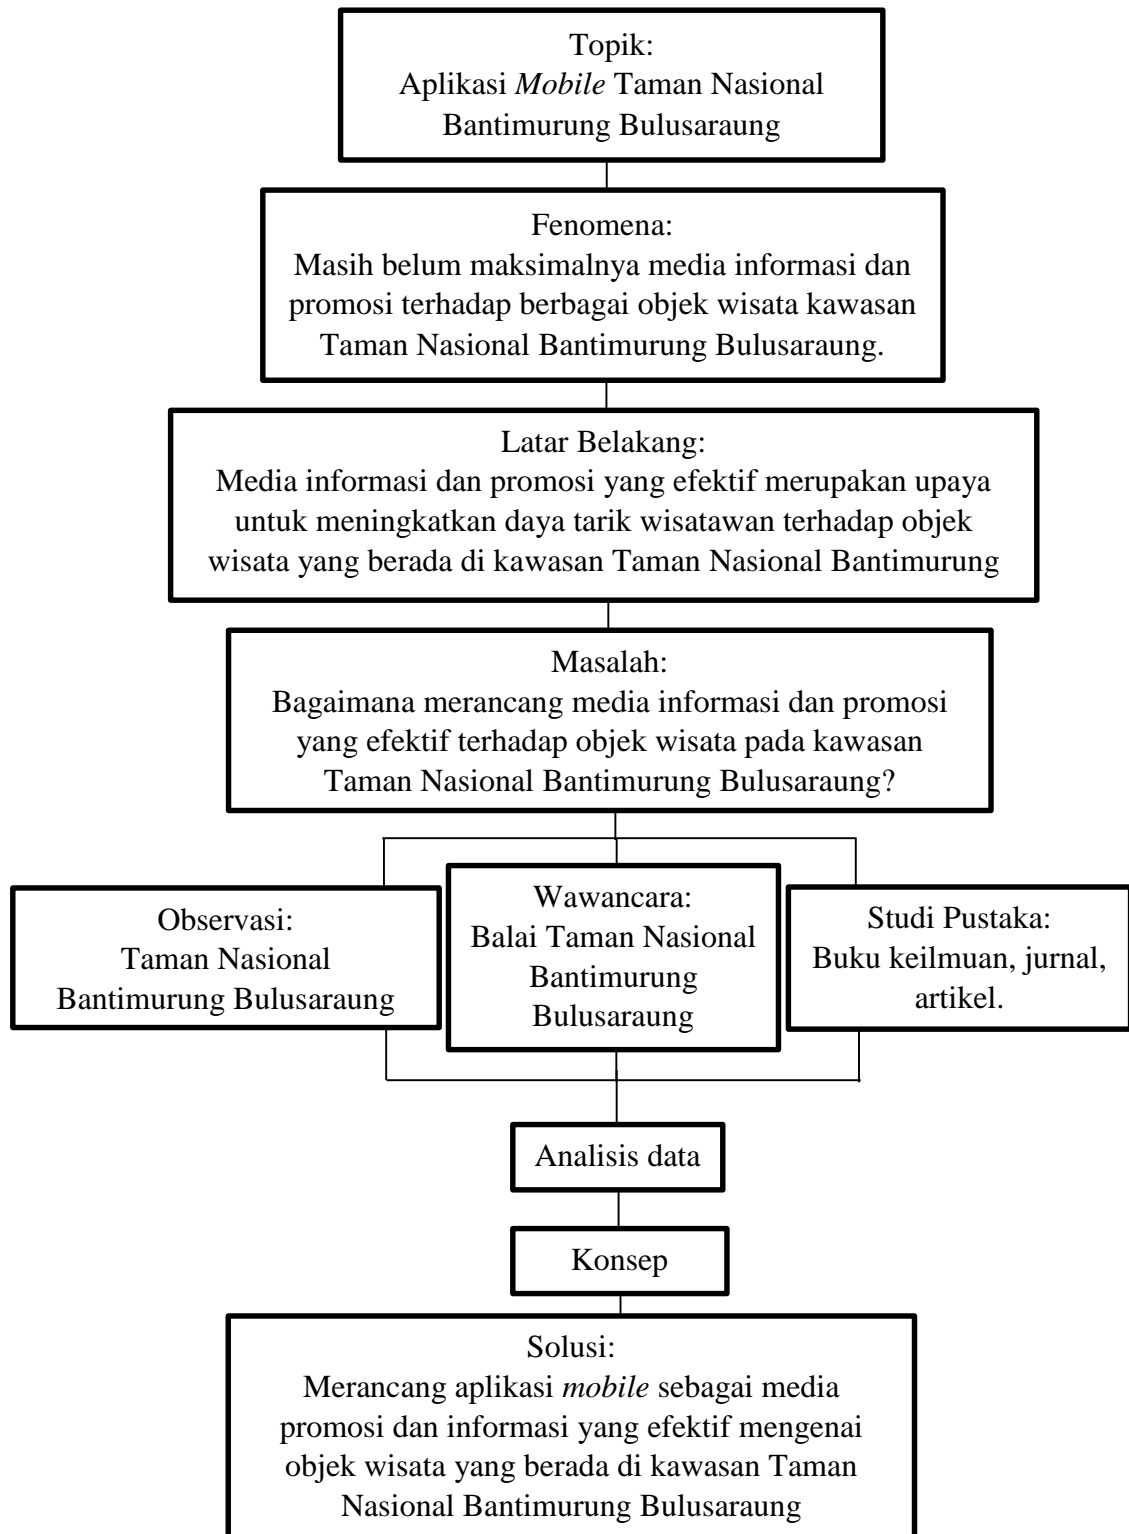 Topik:
Aplikasi Mobile Taman Nasional
Bantimurung Bulusaraung
Fenomena:
Masih belum maksimalnya media informasi dan
promosi terhadap berbagai objek wisata kawasan
Taman Nasional Bantimurung Bulusaraung.
Latar Belakang:
Media informasi dan promosi yang efektif merupakan upaya
untuk meningkatkan daya tarik wisatawan terhadap objek
wisata yang berada di kawasan Taman Nasional Bantimurung
Masalah:
Bagaimana merancang media informasi dan promosi
yang efektif terhadap objek wisata pada kawasan
Taman Nasional Bantimurung Bulusaraung?
Observasi:
Taman Nasional
Bantimurung Bulusaraung
Wawancara:
Balai Taman Nasional
Bantimurung
Bulusaraung
Studi Pustaka:
Buku keilmuan, jurnal,
artikel.
Analisis data
Konsep
Solusi:
Merancang aplikasi mobile sebagai media
promosi dan informasi yang efektif mengenai
objek wisata yang berada di kawasan Taman
Nasional Bantimurung Bulusaraung